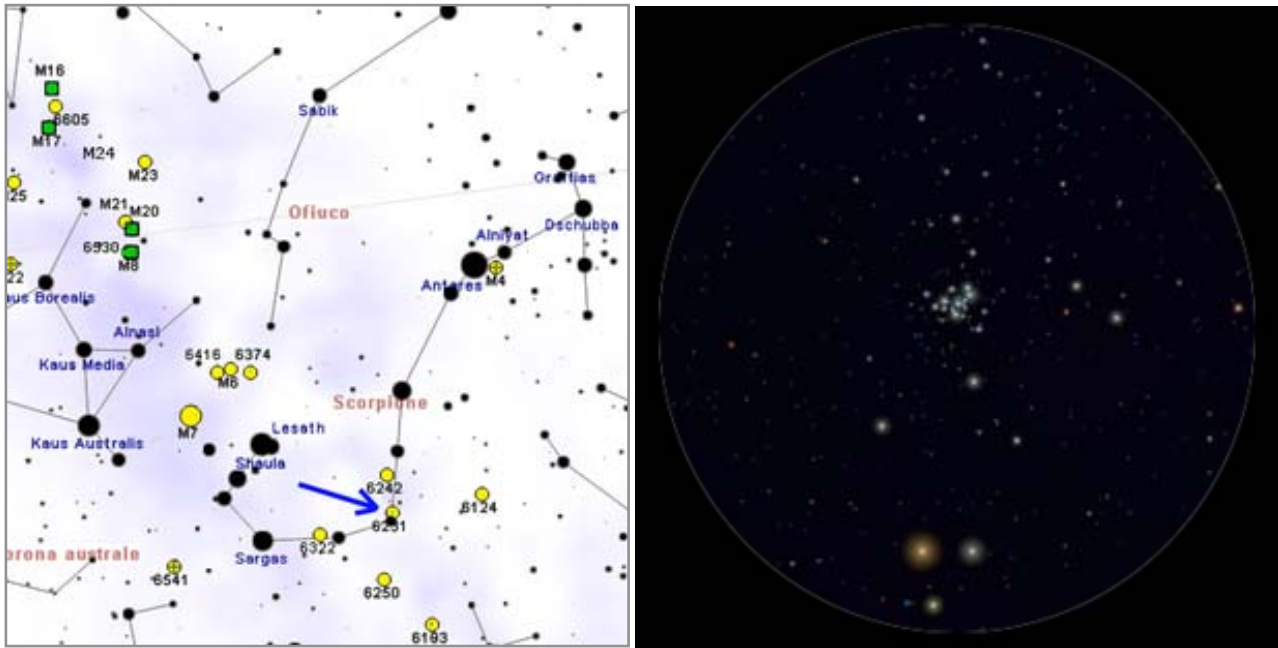 M16
6605
M17
M24
M23
25
M21
M20
6530
M8
22
aus Borealis
Alnasl
Kaus Media
Kaus Australis
6416
6374
M6
M7
Lesath
Shaula
Sargas
orona australe
6541
Sabik
Ofiuco
Graffias
Dschubba
Alniyat
Antares
M4
Scorpione
6242
6231
6124
6322
6250
6193